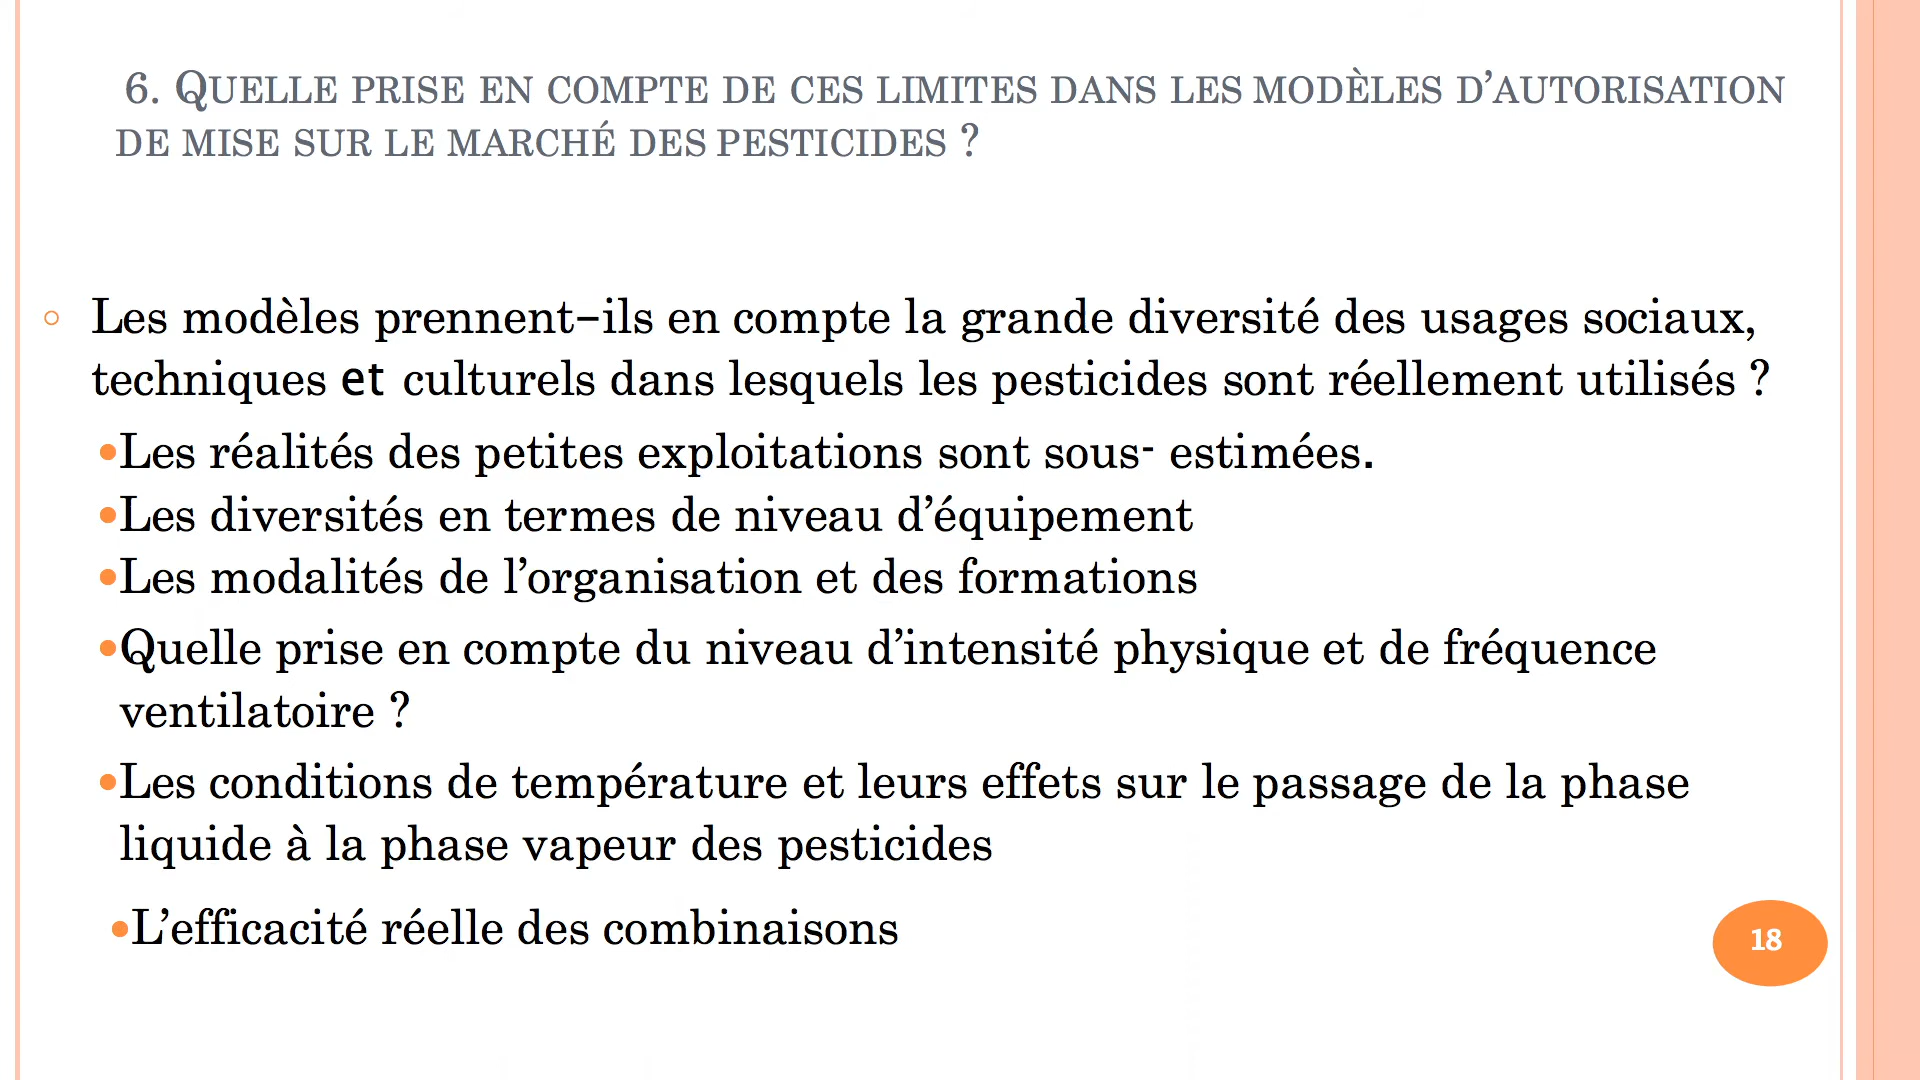 6. Quelle prise en compte de ces limites dans les modèles d’autorisation
de mise sur le marché des pesticides ?
Les modèles prennent–ils en compte la grande diversité des usages sociaux,
techniques et culturels dans lesquels les pesticides sont réellement utilisés ?
•Les réalités des petites exploitations sont sous- estimées.
•Les diversités en termes de niveau d’équipement
•Les modalités de l’organisation et des formations
•Quelle prise en compte du niveau d’intensité physique et de fréquence
ventilatoire ?
•Les conditions de température et leurs effets sur le passage de la phase
liquide à la phase vapeur des pesticides
•L’efficacité réelle des combinaisons
18